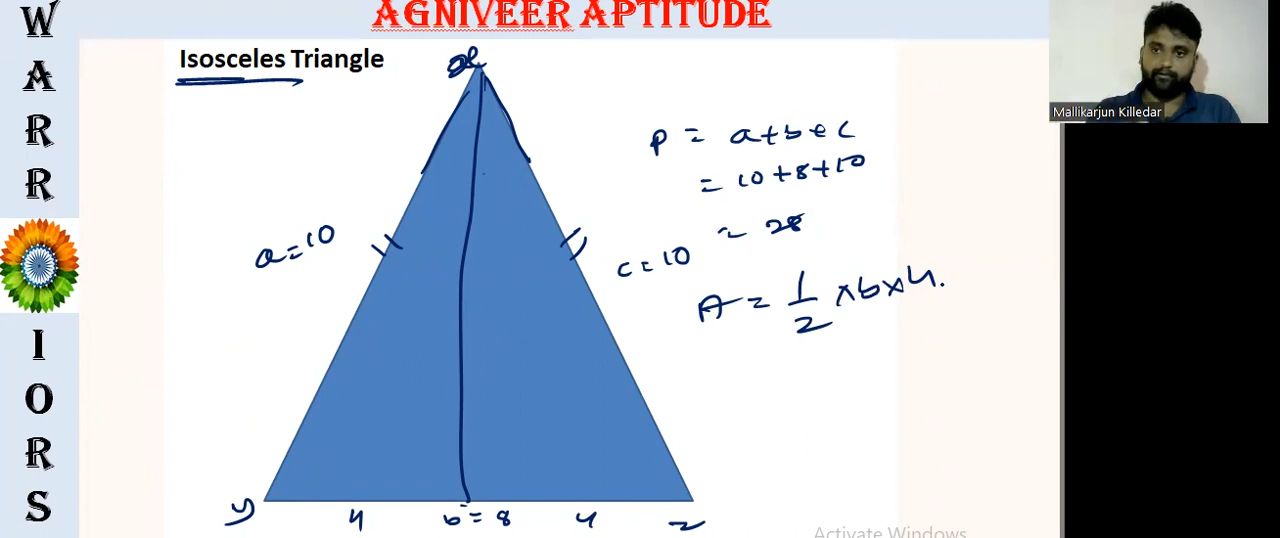 AGNIVEER APTITUDE
WARRIORS
Isosceles Triangle
x
Mallikarjun Killedar
P = a+b+c
= 10+8+10
= 28
a=10
c=10
A = 1/2 ×b×h.
y
4
b=8
4
z
Activate Windows